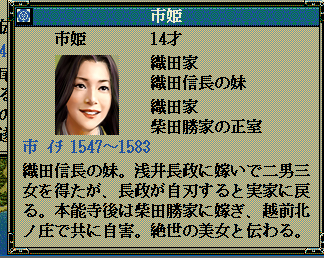 市姫
市姫 14才
織田家
織田信長の妹
織田家
柴田勝家の正室
市 ｲﾁ 1547～1583
織田信長の妹。浅井長政に嫁いで二男三
女を得たが、長政が自刃すると実家に戻
る。本能寺後は柴田勝家に嫁ぎ、越前北
ノ庄で共に自害。絶世の美女と伝わる。